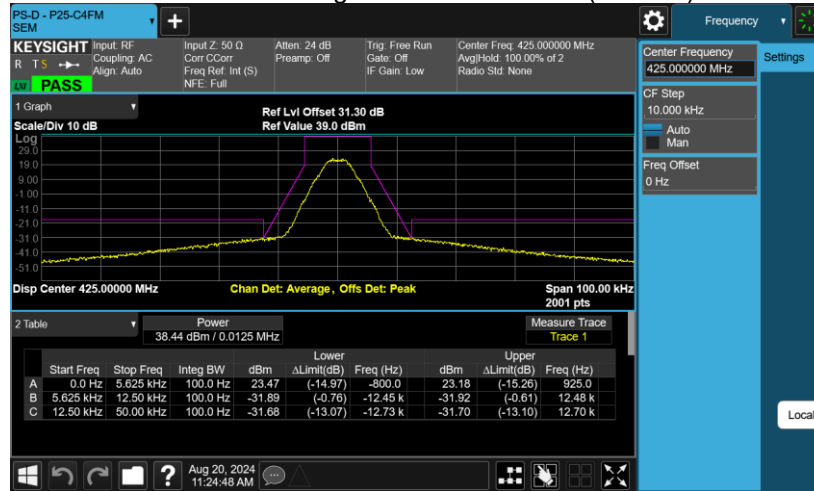 PS-D - P25-C4FM
SEM
Frequency
KEYSIGHT
R T S
LXI PASS
Input: RF
Coupling: AC
Align: Auto
Input Z: 50 Ω
Corr CCorr
Freq Ref: Int (S)
NFE: Full
Atten: 24 dB
Preamp: Off
Trig: Free Run
Gate: Off
IF Gain: Low
Center Freq: 425.000000 MHz
Avg|Hold: 100.00% of 2
Radio Std: None
Center Frequency
425.000000 MHz
Settings
CF Step
10.000 kHz
Auto
Man
Freq Offset
0 Hz
Local
1 Graph
Scale/Div 10 dB
Ref Lvl Offset 31.30 dB
Ref Value 39.0 dBm
Log
29.0
19.0
9.00
-1.00
-11.0
-21.0
-31.0
-41.0
-51.0
Disp Center 425.00000 MHz
Chan Det: Average , Offs Det: Peak
Span 100.00 kHz
2001 pts
2 Table
Power
38.44 dBm / 0.0125 MHz
Measure Trace
Trace 1
Lower Upper
Start Freq Stop Freq Integ BW dBm ΔLimit(dB) Freq (Hz) dBm ΔLimit(dB) Freq (Hz)
A 0.0 Hz 5.625 kHz 100.0 Hz 23.47 (-14.97) -800.0 23.18 (-15.26) 925.0
B 5.625 kHz 12.50 kHz 100.0 Hz -31.89 (-0.76) -12.45 k -31.92 (-0.61) 12.48 k
C 12.50 kHz 50.00 kHz 100.0 Hz -31.68 (-13.07) -12.73 k -31.70 (-13.10) 12.70 k
Aug 20, 2024
11:24:48 AM